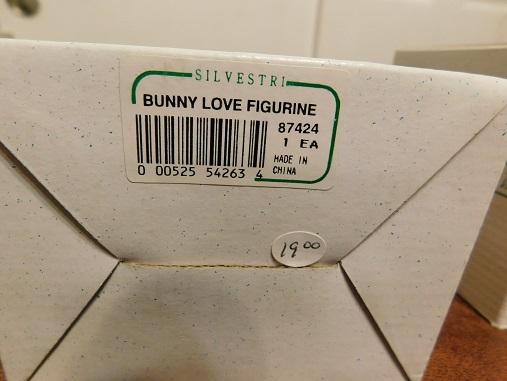 SILVESTRI
BUNNY LOVE FIGURINE
87424
1 EA
MADE IN
CHINA
0 00525 54263 4
19.00